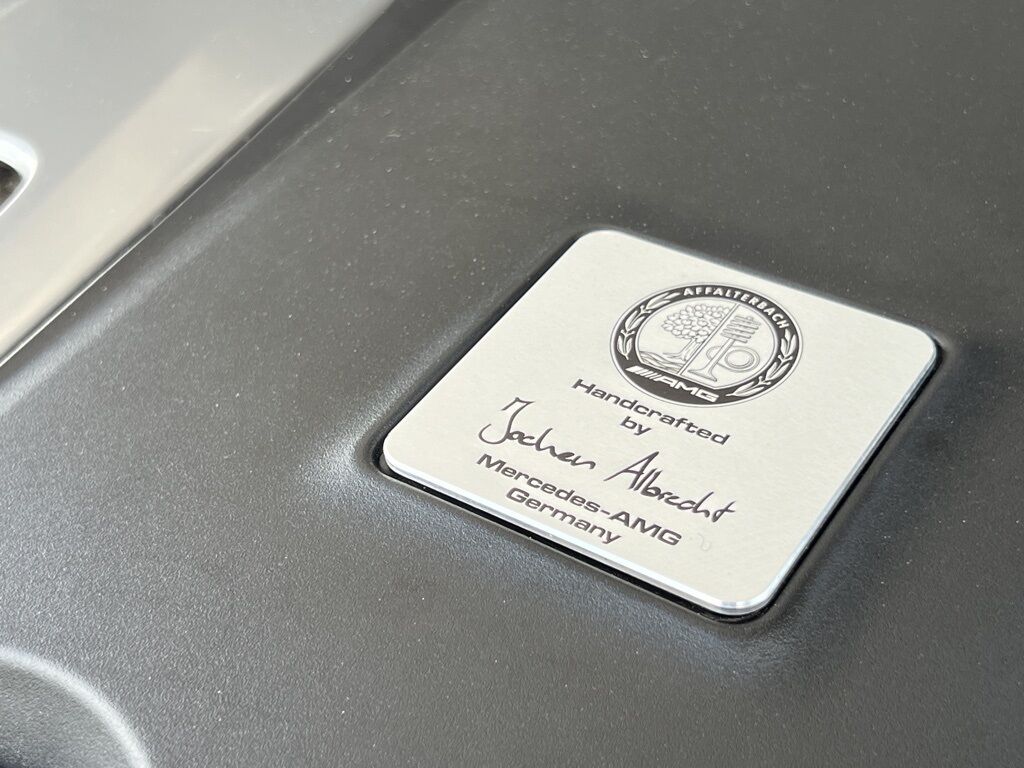 AFFALTERBACH
AMG
Handcrafted
by
Jochen Albrecht
Mercedes-AMG
Germany